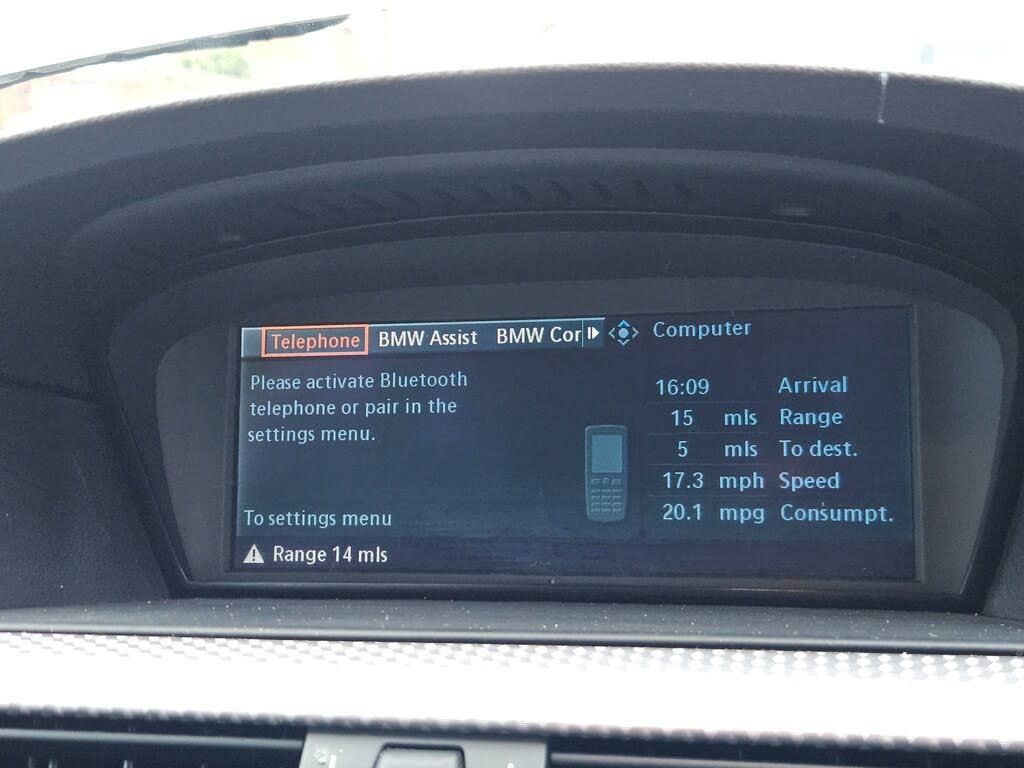 Telephone BMW Assist BMW Cor
Please activate Bluetooth
telephone or pair in the
settings menu.
To settings menu
Range 14 mls
Computer
16:09 Arrival
15 mls Range
5 mls To dest.
17.3 mph Speed
20.1 mpg Consumpt.